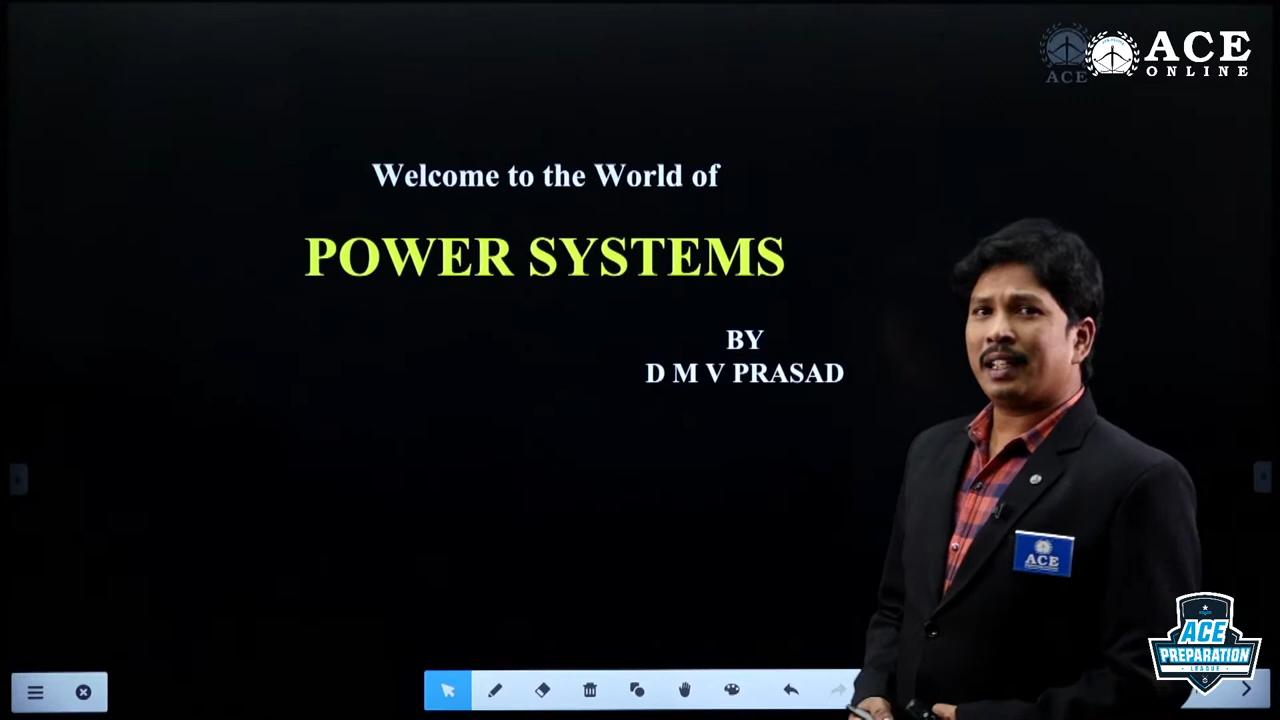 ACE
ACE
ONLINE
Welcome to the World of
POWER SYSTEMS
BY
D M V PRASAD
ACE
ACE
PREPARATION
LEAGUE